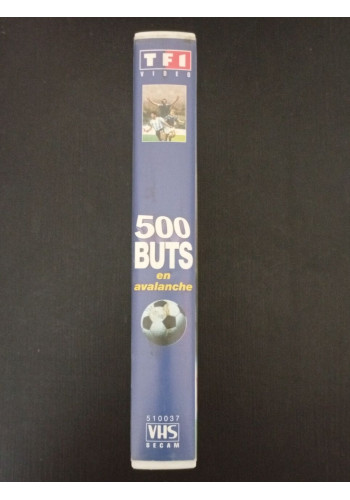 TF1
VIDEO
500
BUTS
en
avalanche
510037
VHS
SECAM